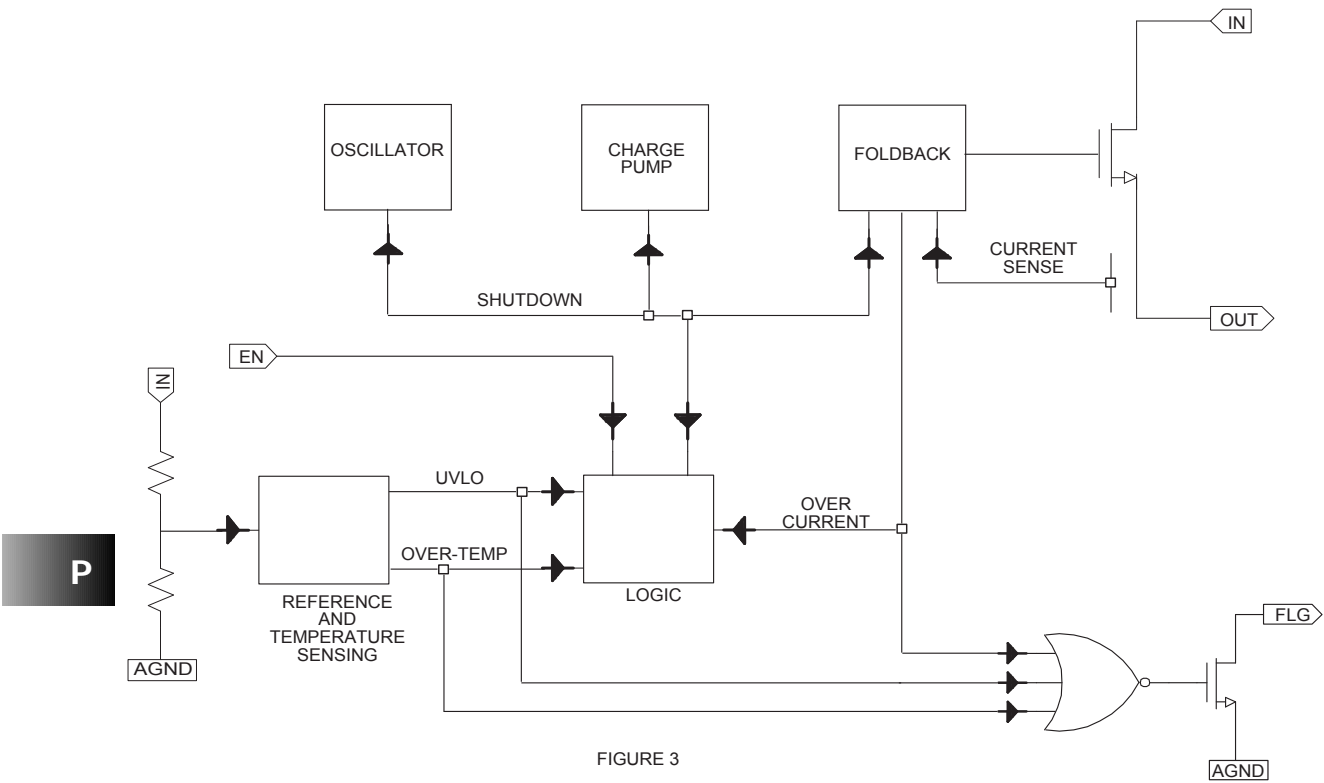 IN
OSCILLATOR
CHARGE
PUMP
FOLDBACK
CURRENT
SENSE
SHUTDOWN
OUT
EN
IN
UVLO
OVER
CURRENT
OVER-TEMP
P
LOGIC
REFERENCE
AND
TEMPERATURE
SENSING
FLG
AGND
FIGURE 3
AGND